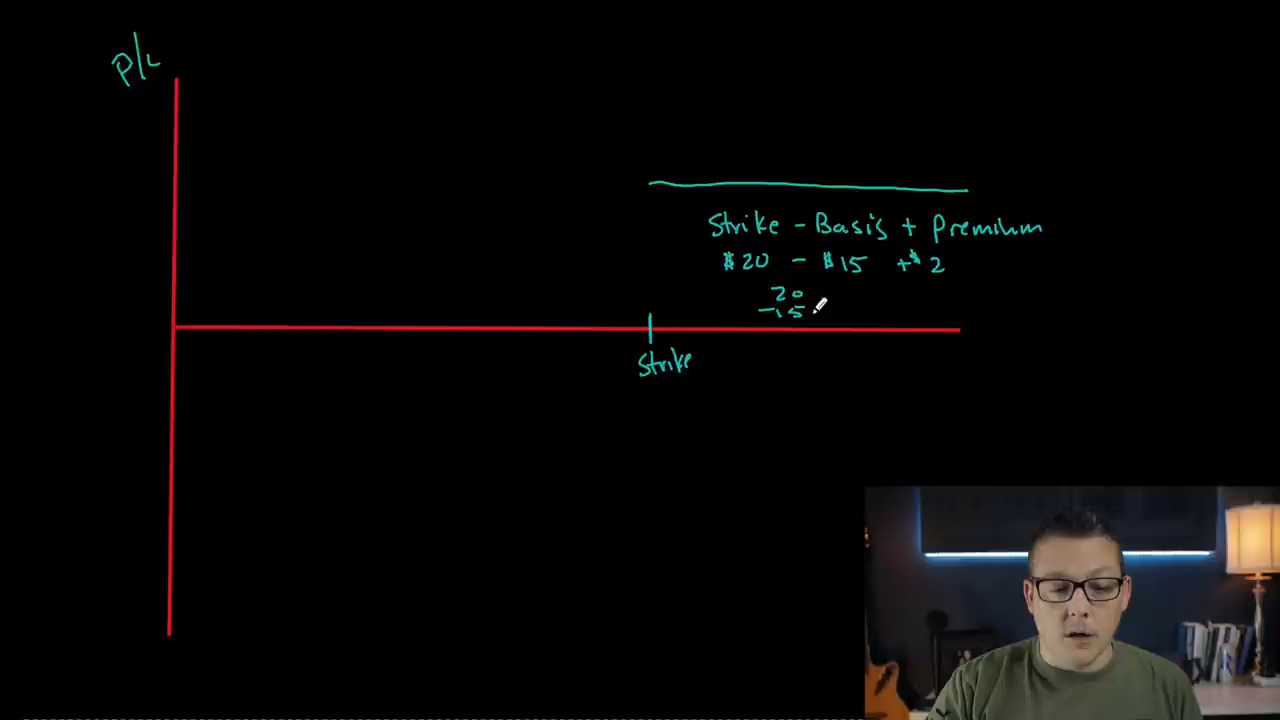 P/L
Strike - Basis + Premium
$20 - $15 + $2
20
-15
Strike